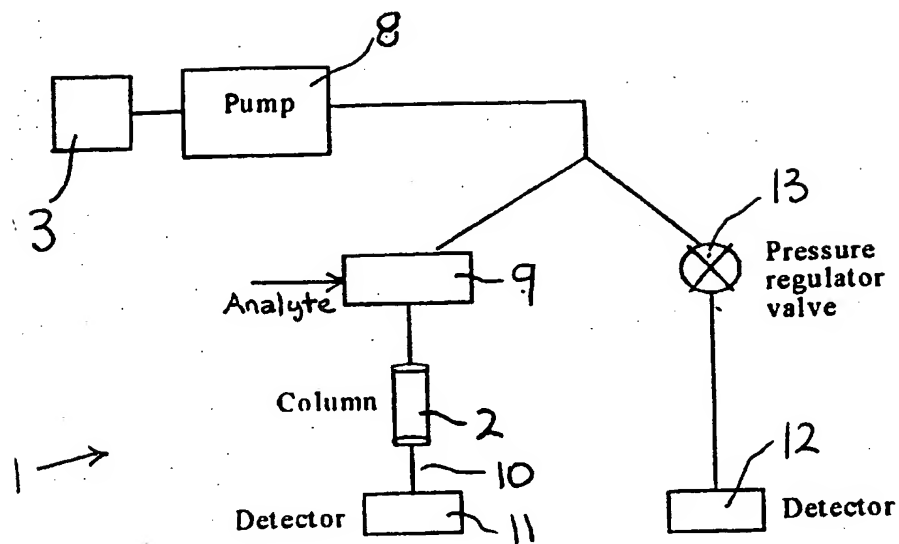 8
Pump
3
13
Pressure
regulator
valve
9
Analyte
Column
2
1
10
12
Detector
11
Detector